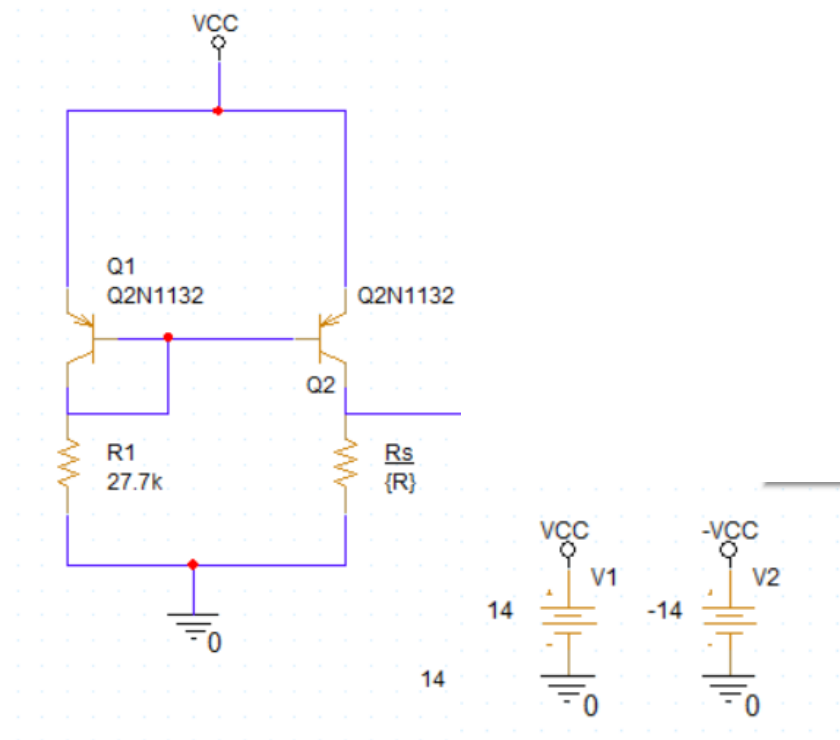 VCC
Q1
Q2N1132
Q2N1132
Q2
R1
27.7k
Rs
{R}
0
VCC
-VCC
V1
V2
14
-14
14
0
0